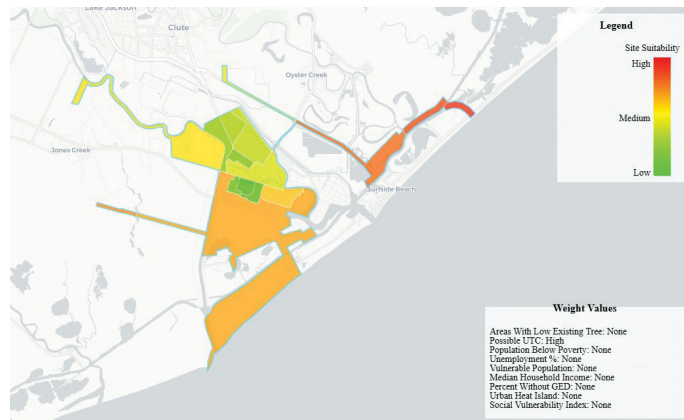 LAKE JACKSON
Clute
Oyster Creek
Jones Creek
Surfside Beach
Legend
Site Suitability
High
Medium
Low
Weight Values
Areas With Low Existing Tree: None
Possible UTC: High
Population Below Poverty: None
Unemployment %: None
Vulnerable Population: None
Median Household Income: None
Percent Without GED: None
Urban Heat Island: None
Social Vulnerability Index: None